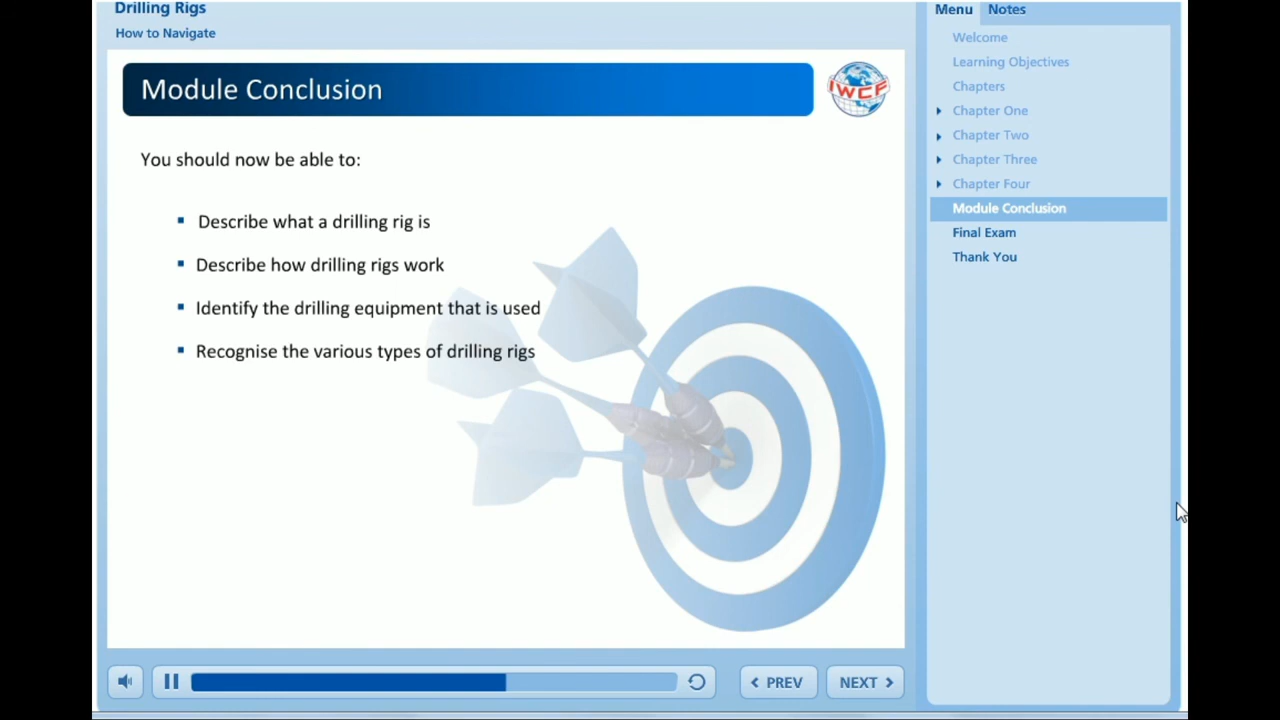 Drilling Rigs
How to Navigate
Module Conclusion
IWCF
You should now be able to:
Describe what a drilling rig is
Describe how drilling rigs work
Identify the drilling equipment that is used
Recognise the various types of drilling rigs
PREV
NEXT
Menu
Notes
Welcome
Learning Objectives
Chapters
Chapter One
Chapter Two
Chapter Three
Chapter Four
Module Conclusion
Final Exam
Thank You